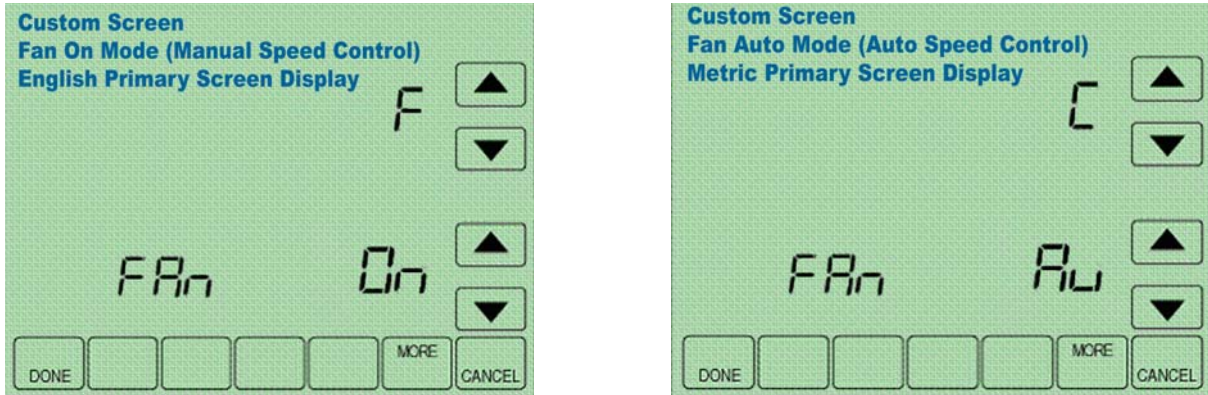 Custom Screen
Fan On Mode (Manual Speed Control)
English Primary Screen Display
F
FAn On
MORE
DONE CANCEL
Custom Screen
Fan Auto Mode (Auto Speed Control)
Metric Primary Screen Display
C
FAn Au
MORE
DONE CANCEL